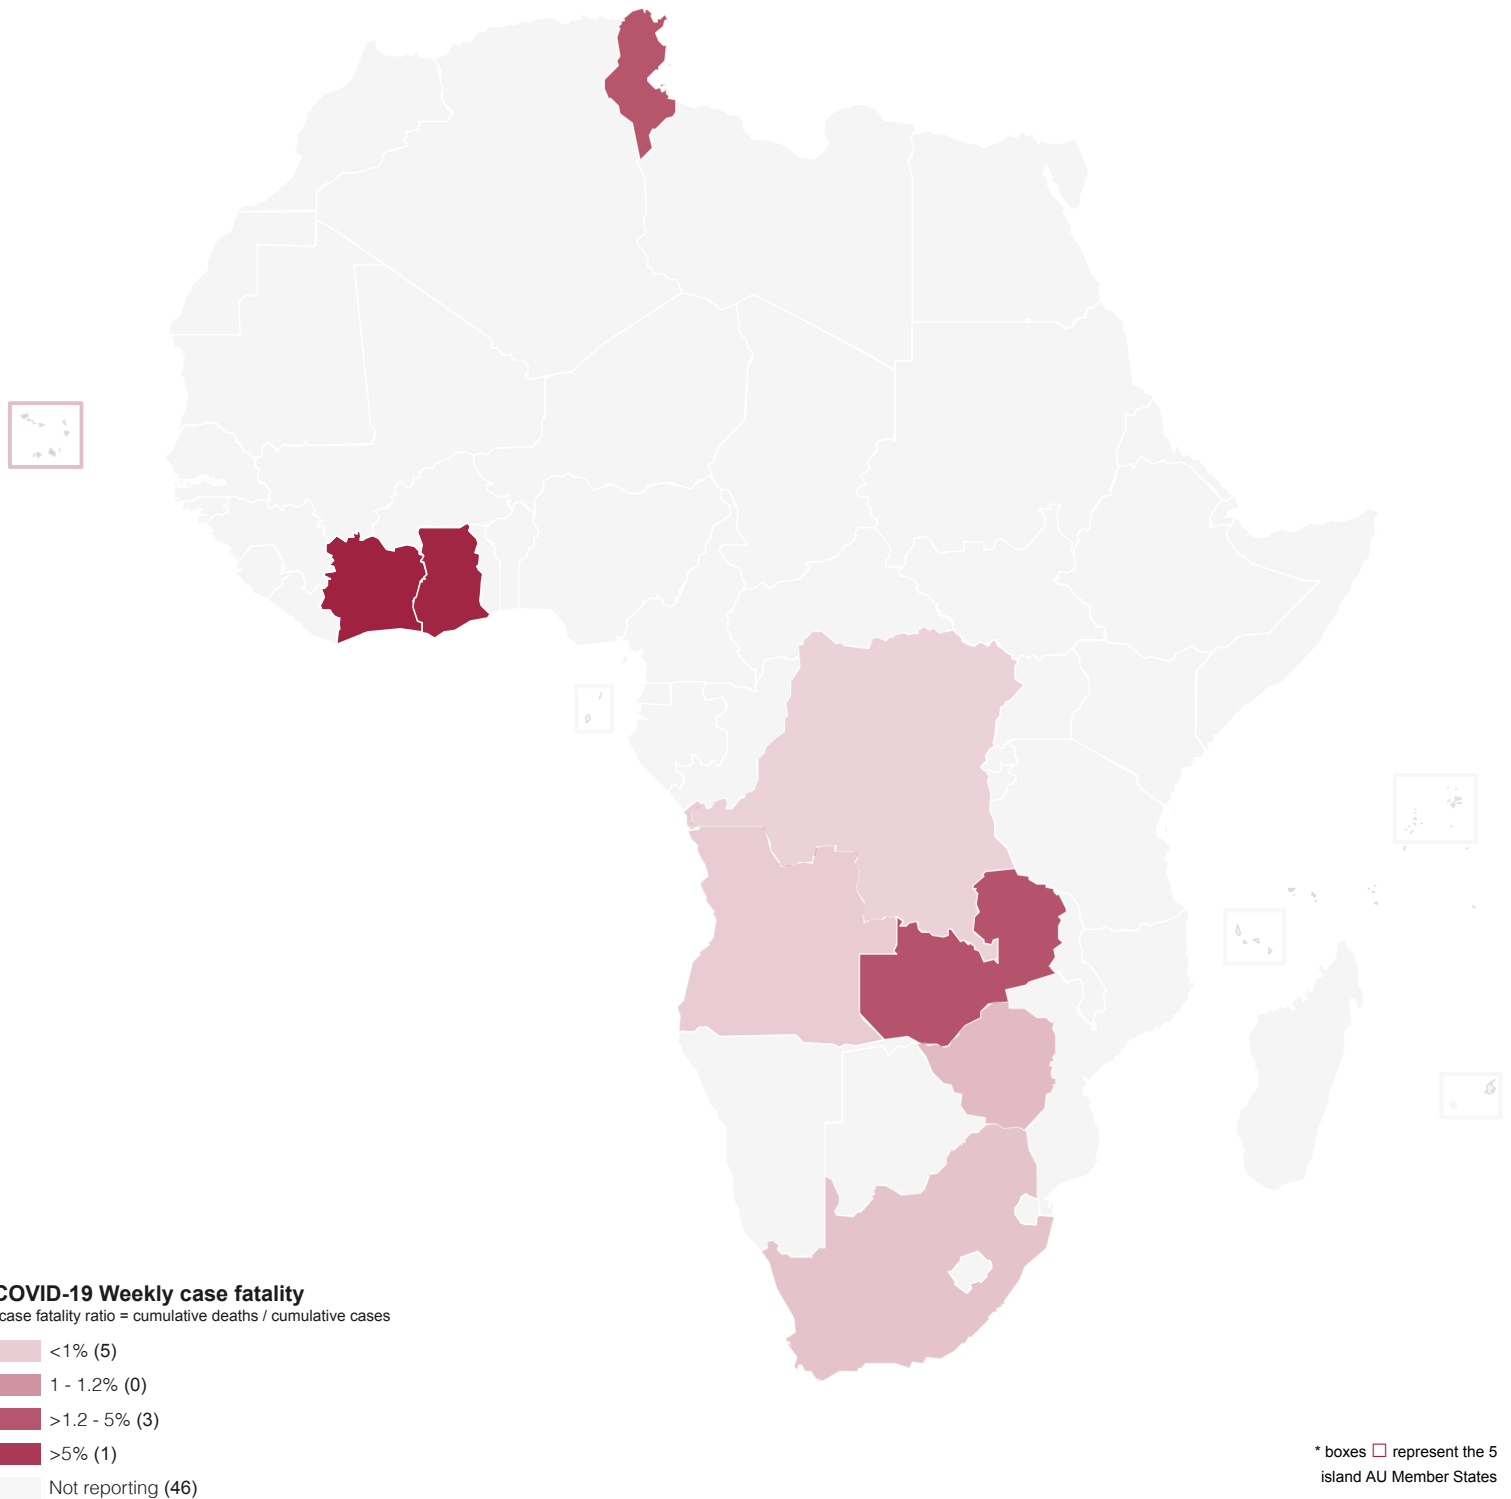 COVID-19 Weekly case fatality
case fatality ratio = cumulative deaths / cumulative cases
<1% (5)
1 - 1.2% (0)
>1.2 - 5% (3)
>5% (1)
Not reporting (46)
* boxes □ represent the 5
island AU Member States